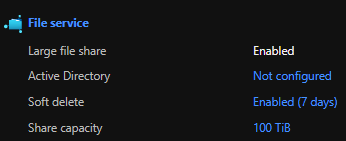 File service
Large file share Enabled
Active Directory Not configured
Soft delete Enabled (7 days)
Share capacity 100 TiB